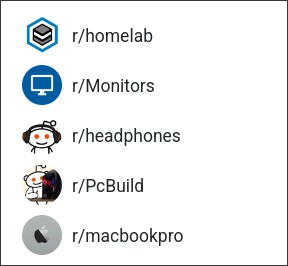 r/homelab
r/Monitors
r/headphones
r/PcBuild
r/macbookpro